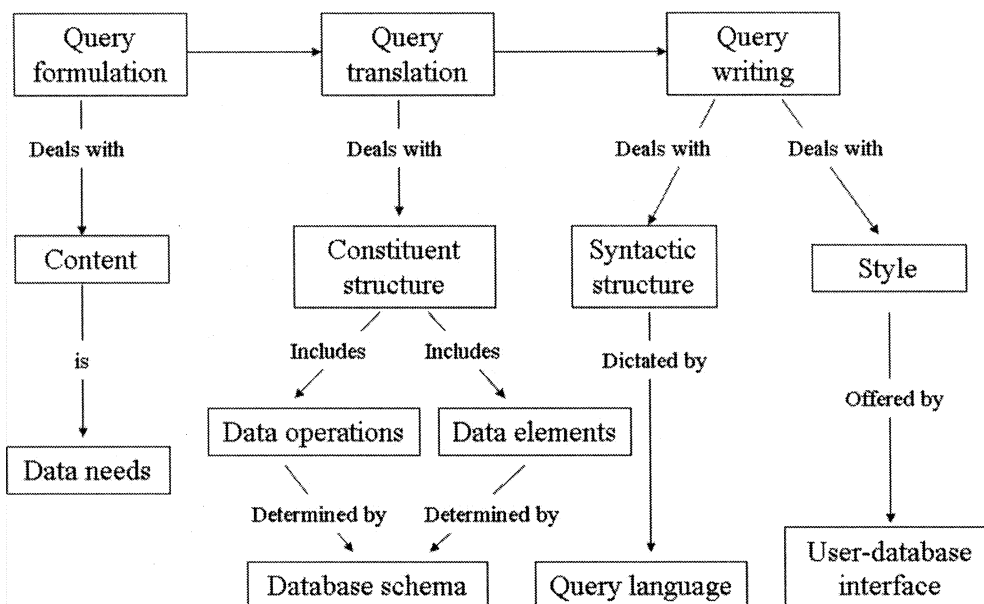 Query
formulation
Query
translation
Query
writing
Deals with
Deals with
Deals with
Deals with
Content
Constituent
structure
Syntactic
structure
Style
is
Includes
Includes
Dictated by
Offered by
Data needs
Data operations
Data elements
Determined by
Determined by
Database schema
Query language
User-database
interface